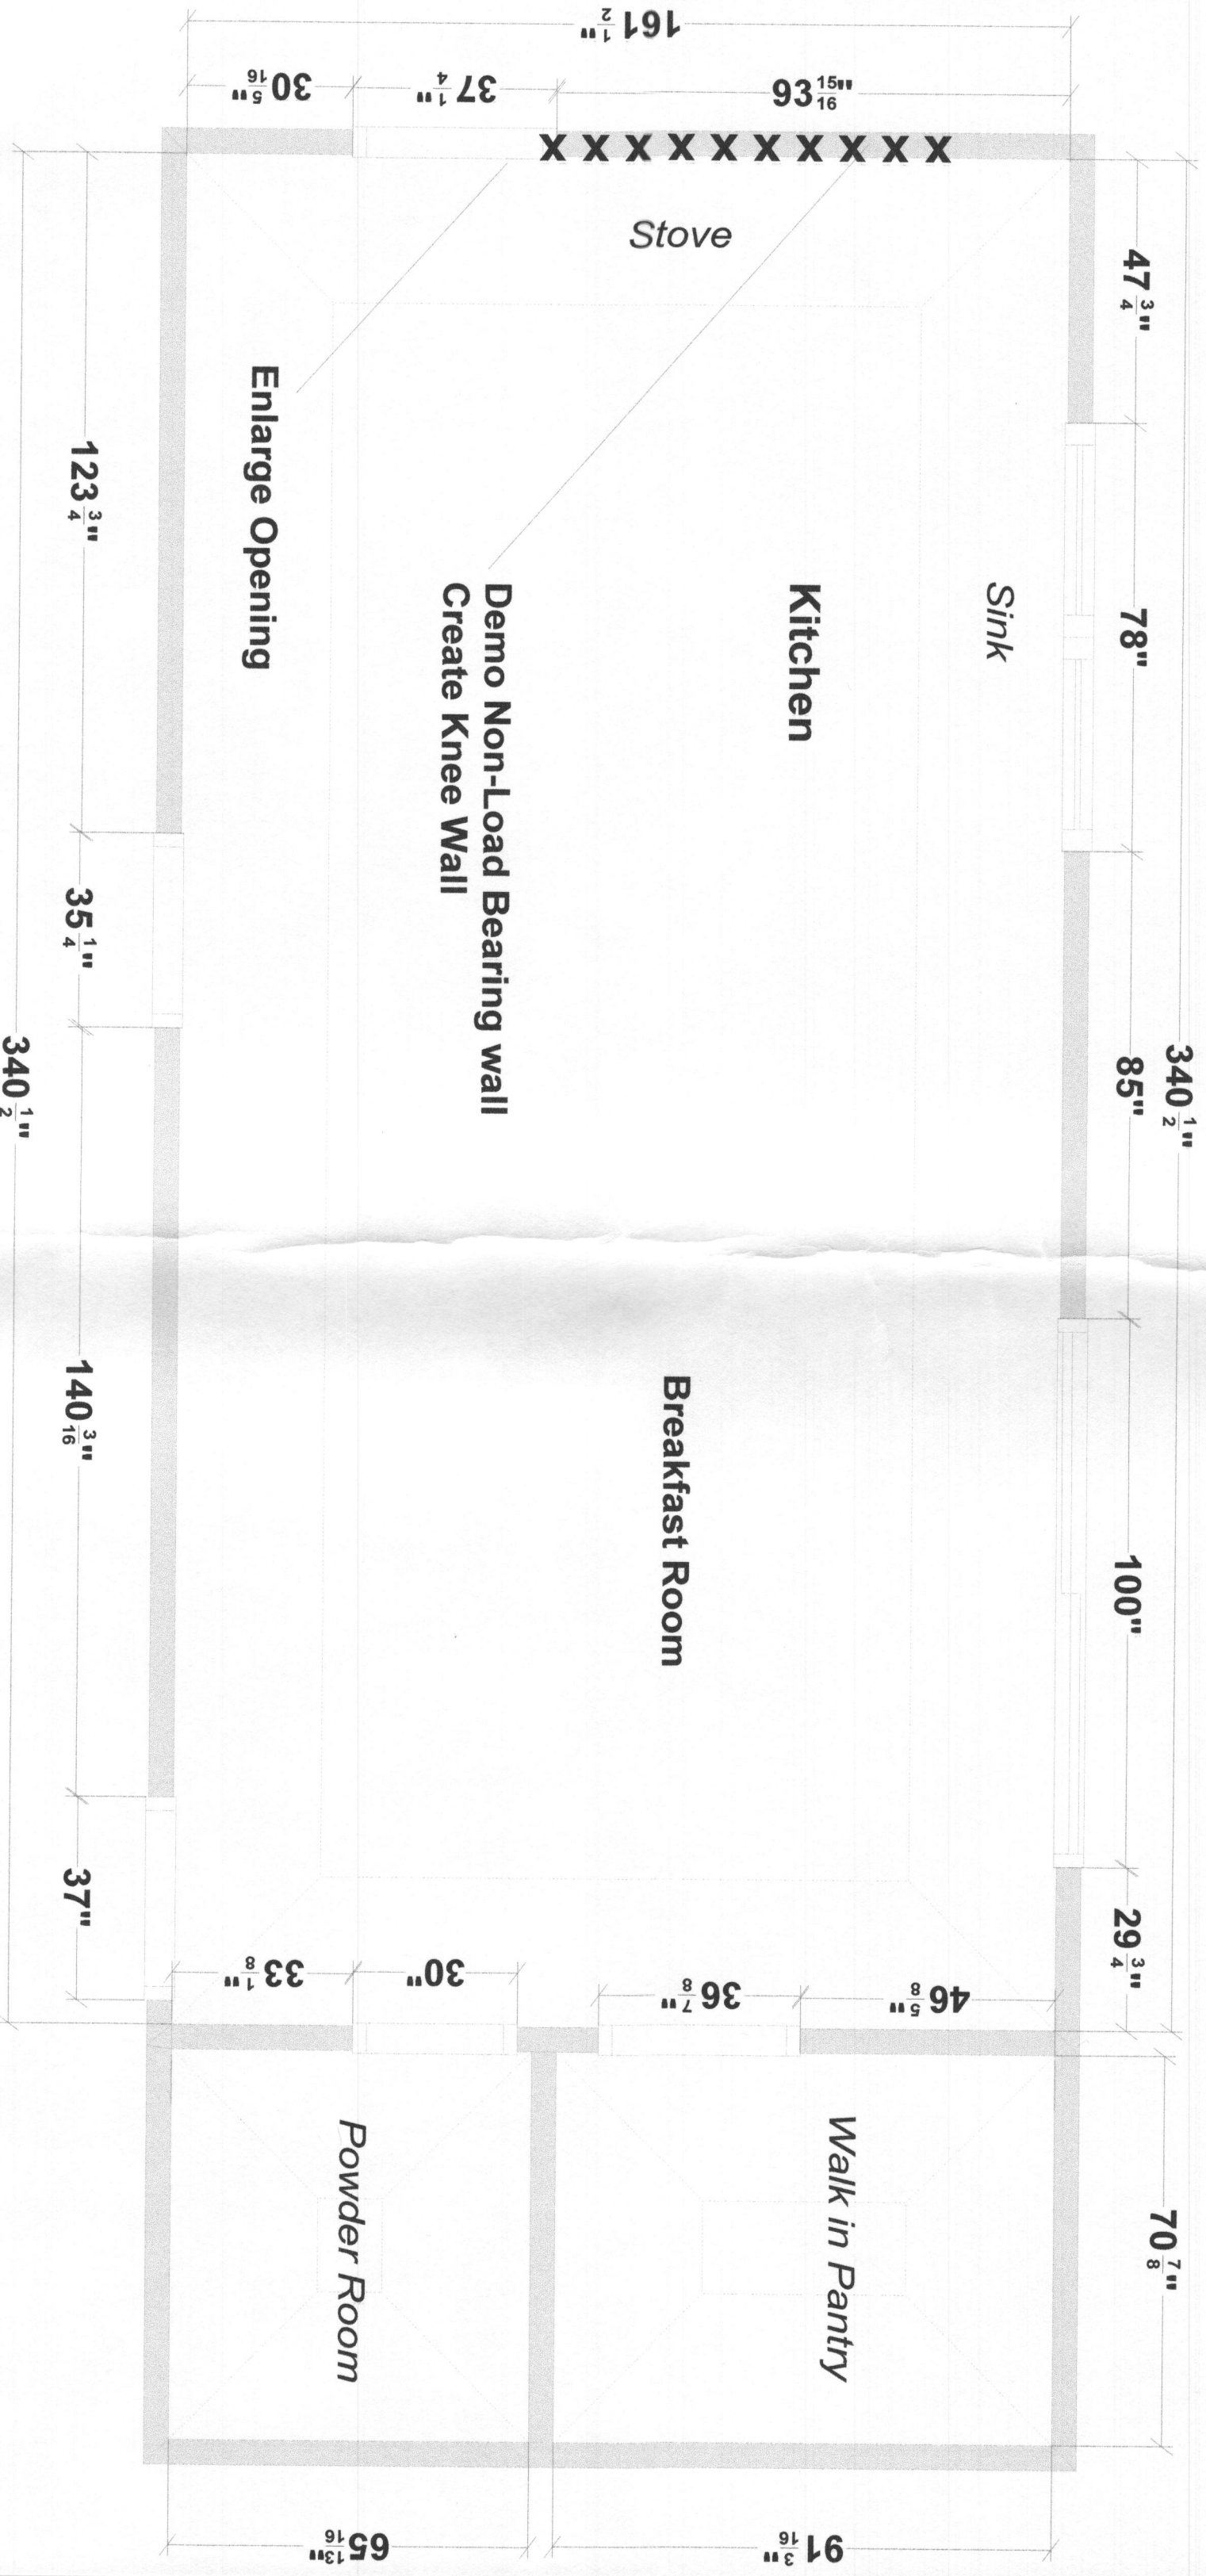 340 1/2"
47 3/4"
78"
85"
100"
29 3/4"
70 7/8"
161 1/2"
93 15/16"
37 1/4"
30 5/16"
X X X X X X X X X X
Sink
Stove
Kitchen
Demo Non-Load Bearing wall
Create Knee Wall
Enlarge Opening
Breakfast Room
46 5/8"
36 7/8"
30"
33 1/8"
Walk in Pantry
Powder Room
91 3/16"
65 13/16"
123 3/4"
35 1/4"
140 3/16"
37"
340 1/2"